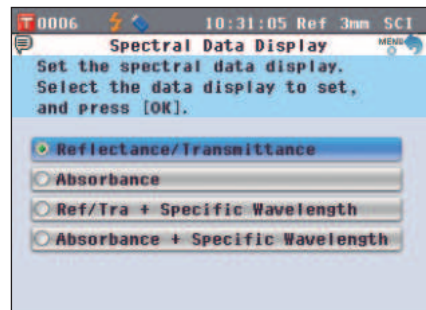 T 0006 10:31:05 Ref 3mm SCI
Spectral Data Display MENU
Set the spectral data display.
Select the data display to set,
and press [OK].
Reflectance/Transmittance
Absorbance
Ref/Tra + Specific Wavelength
Absorbance + Specific Wavelength